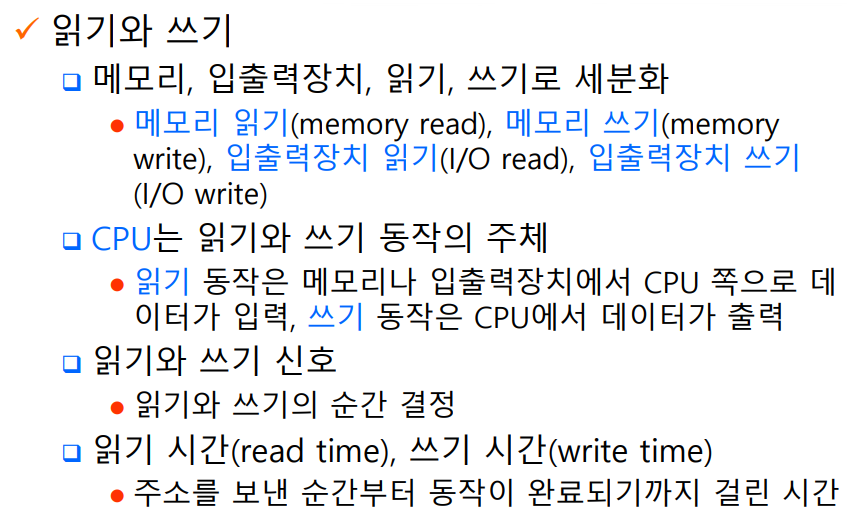 ✓ 읽기와 쓰기
❑ 메모리, 입출력장치, 읽기, 쓰기로 세분화
● 메모리 읽기(memory read), 메모리 쓰기(memory
write), 입출력장치 읽기(I/O read), 입출력장치 쓰기
(I/O write)
❑ CPU는 읽기와 쓰기 동작의 주체
● 읽기 동작은 메모리나 입출력장치에서 CPU 쪽으로 데
이터가 입력, 쓰기 동작은 CPU에서 데이터가 출력
❑ 읽기와 쓰기 신호
● 읽기와 쓰기의 순간 결정
❑ 읽기 시간(read time), 쓰기 시간(write time)
● 주소를 보낸 순간부터 동작이 완료되기까지 걸린 시간